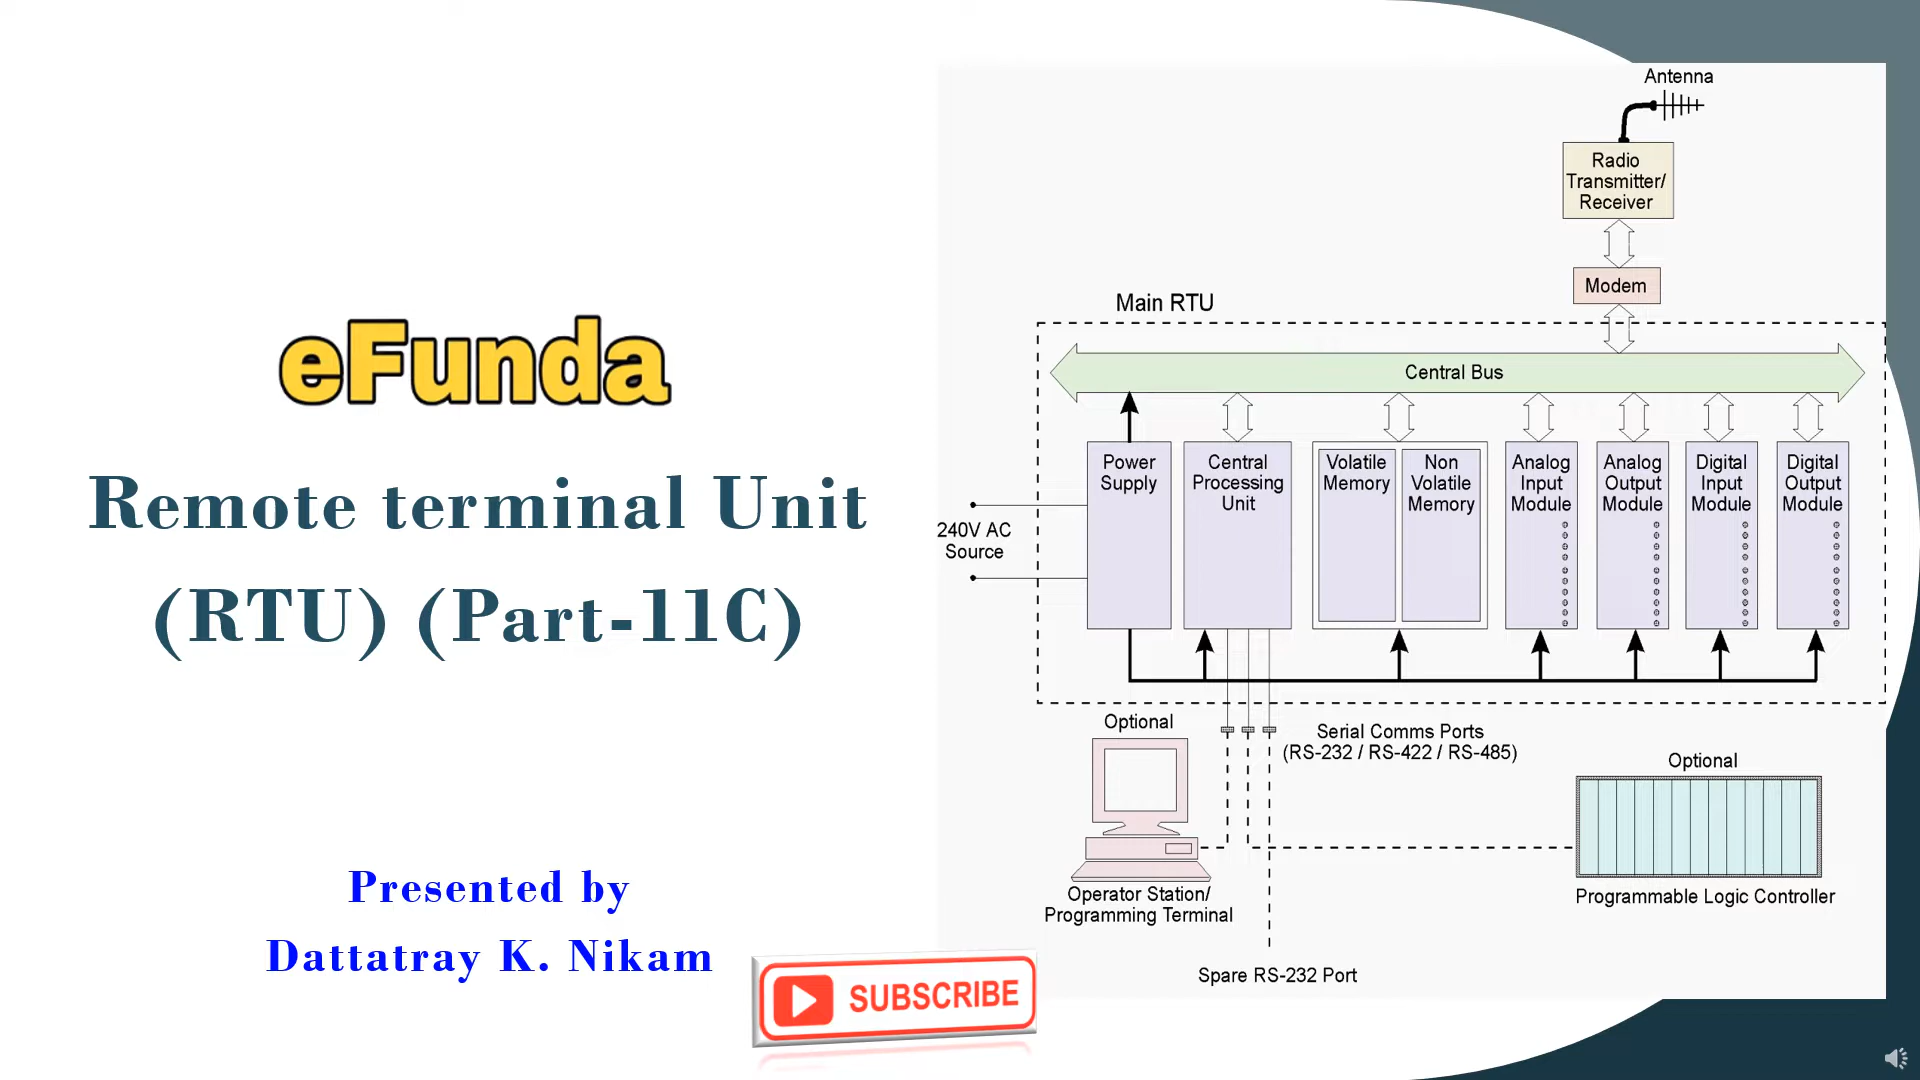 eFunda
Remote terminal Unit
(RTU) (Part-11C)
Presented by
Dattatray K. Nikam
SUBSCRIBE
Antenna
Radio
Transmitter/
Receiver
Modem
Main RTU
Central Bus
240V AC
Source
Power
Supply
Central
Processing
Unit
Volatile
Memory
Non
Volatile
Memory
Analog
Input
Module
Analog
Output
Module
Digital
Input
Module
Digital
Output
Module
Optional
Serial Comms Ports
(RS-232 / RS-422 / RS-485)
Optional
Operator Station/
Programming Terminal
Programmable Logic Controller
Spare RS-232 Port